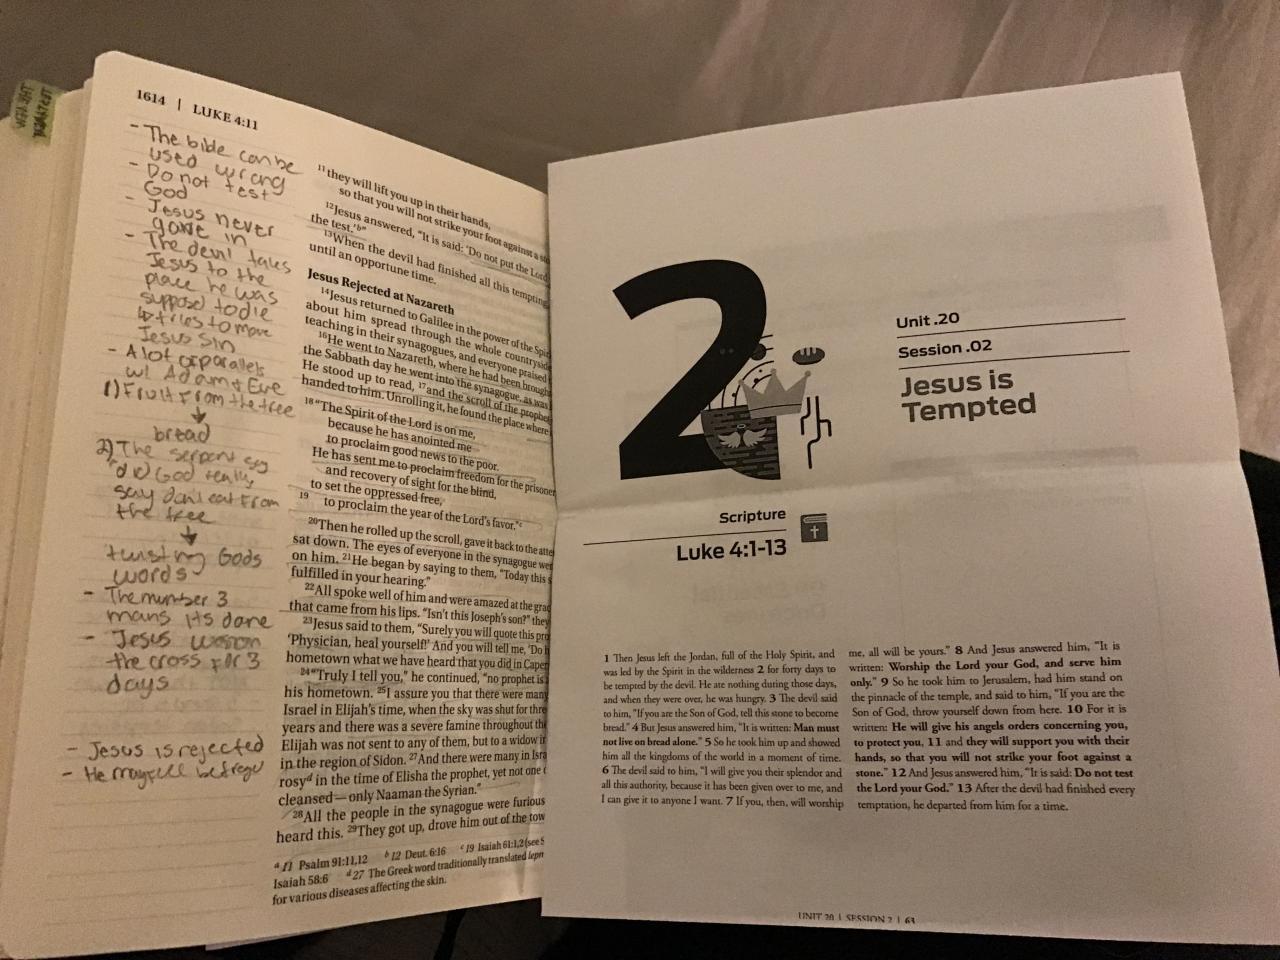 THE NEW
TESTAMENT
1614 | LUKE 4:11
- The bible can be
used wrong
- Do not test
God
- Jesus never
gave in
- The devil takes
Jesus to the
place he was
supposed to die
↳ tries to make
Jesus sin
- A lot of parallels
w/ Adam + Eve
1) Fruit from the tree
↓
bread
2) The serpent say
"did God really
say don't eat from
the tree
↓
twisting Gods
words
- The number 3
means its done
- Jesus was on
the cross for 3
days
- Jesus is rejected
- He
11 they will lift you up in their hands,
so that you will not strike your foot against a
12 Jesus answered, “It is said: ‘Do not put the Lord
the test.’b”
13 When the devil had finished all this tempting
until an opportune time.
Jesus Rejected at Nazareth
14 Jesus returned to Galilee in the power of the
about him spread through the whole countryside
teaching in their synagogues, and everyone praised
16 He went to Nazareth, where he had been
the Sabbath day he went into the synagogue, as was
He stood up to read, 17 and the scroll of the
handed to him. Unrolling it, he found the place where
18 “The Spirit of the Lord is on me,
because he has anointed me
to proclaim good news to the poor.
He has sent me to proclaim freedom for the
and recovery of sight for the blind,
to set the oppressed free,
19 to proclaim the year of the Lord’s favor.”c
20 Then he rolled up the scroll, gave it back to the
sat down. The eyes of everyone in the synagogue
on him. 21 He began by saying to them, “Today this
fulfilled in your hearing.”
22 All spoke well of him and were amazed at the
that came from his lips. “Isn’t this Joseph’s son?” they
23 Jesus said to them, “Surely you will quote this
‘Physician, heal yourself!’ And you will tell me, ‘Do
hometown what we have heard that you did in
24 “Truly I tell you,” he continued, “no prophet is
his hometown. 25 I assure you that there were many
Israel in Elijah’s time, when the sky was shut for
years and there was a severe famine throughout the
Elijah was not sent to any of them, but to a widow
in the region of Sidon. 27 And there were many in
rosyd in the time of Elisha the prophet, yet not one
cleansed—only Naaman the Syrian.”
28 All the people in the synagogue were furious
heard this. 29 They got up, drove him out of the
a 11 Psalm 91:11,12 b 12 Deut. 6:16 c 19 Isaiah 61:1,2 (see
Isaiah 58:6 d 27 The Greek word traditionally translated
for various diseases affecting the skin.
2
Unit .20
Session .02
Jesus is
Tempted
Scripture
Luke 4:1-13
1 Then Jesus left the Jordan, full of the Holy Spirit, and
was led by the Spirit in the wilderness 2 for forty days to
be tempted by the devil. He ate nothing during those days,
and when they were over, he was hungry. 3 The devil said
to him, "If you are the Son of God, tell this stone to become
bread." 4 But Jesus answered him, "It is written: Man must
not live on bread alone." 5 So he took him up and showed
him all the kingdoms of the world in a moment of time.
6 The devil said to him, "I will give you their splendor and
all this authority, because it has been given over to me, and
I can give it to anyone I want. 7 If you, then, will worship
me, all will be yours." 8 And Jesus answered him, "It is
written: Worship the Lord your God, and serve him
only." 9 So he took him to Jerusalem, had him stand on
the pinnacle of the temple, and said to him, "If you are the
Son of God, throw yourself down from here. 10 For it is
written: He will give his angels orders concerning you,
to protect you, 11 and they will support you with their
hands, so that you will not strike your foot against a
stone." 12 And Jesus answered him, "It is said: Do not test
the Lord your God." 13 After the devil had finished every
temptation, he departed from him for a time.
UNIT 20 | SESSION 2 | 63